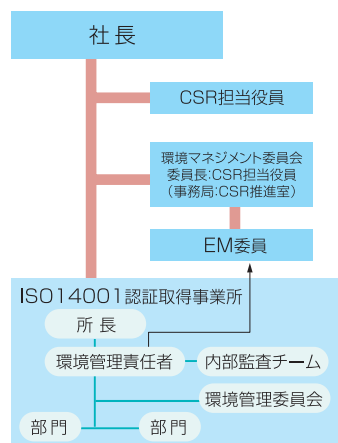 社長
CSR担当役員
環境マネジメント委員会
委員長:CSR担当役員
（事務局:CSR推進室）
EM委員
ISO14001認証取得事業所
所長
環境管理責任者
内部監査チーム
環境管理委員会
部門
部門